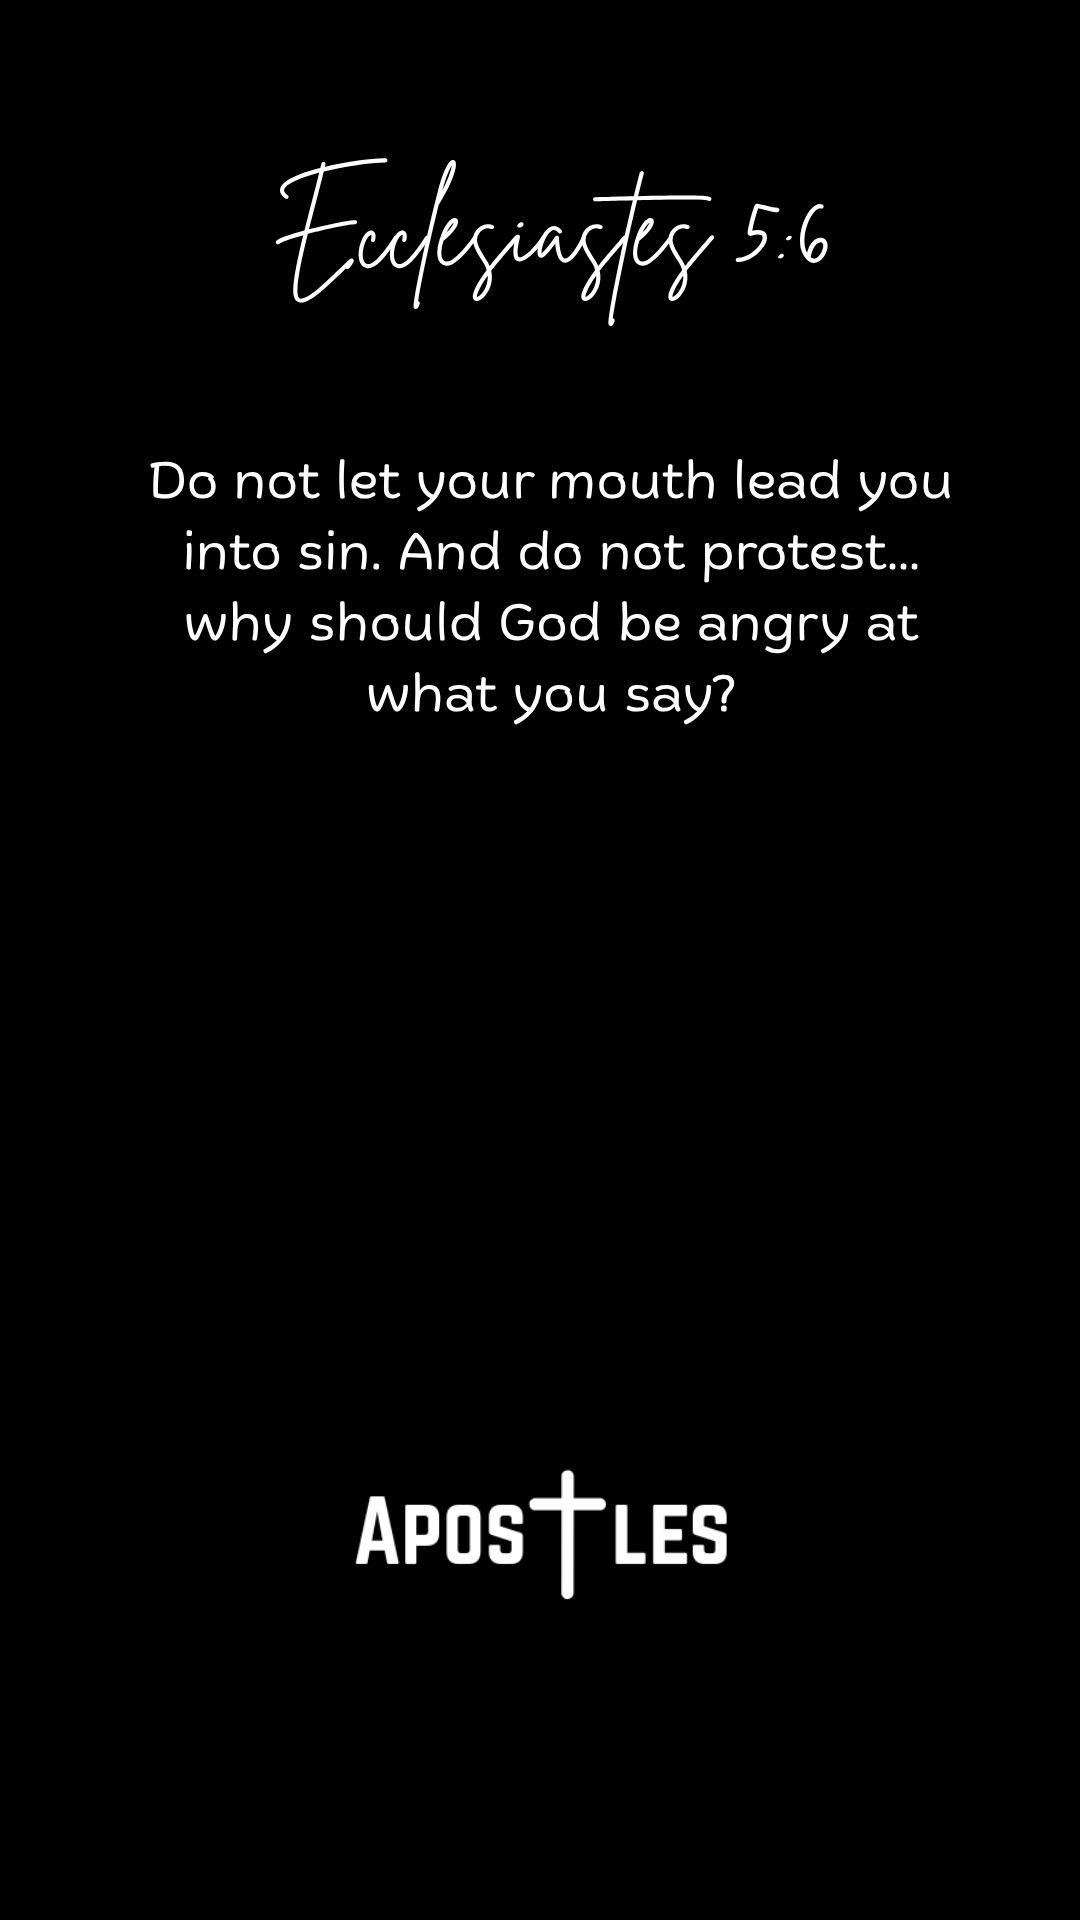 Ecclesiastes 5:6
Do not let your mouth lead you
into sin. And do not protest...
why should God be angry at
what you say?
APOSTLES